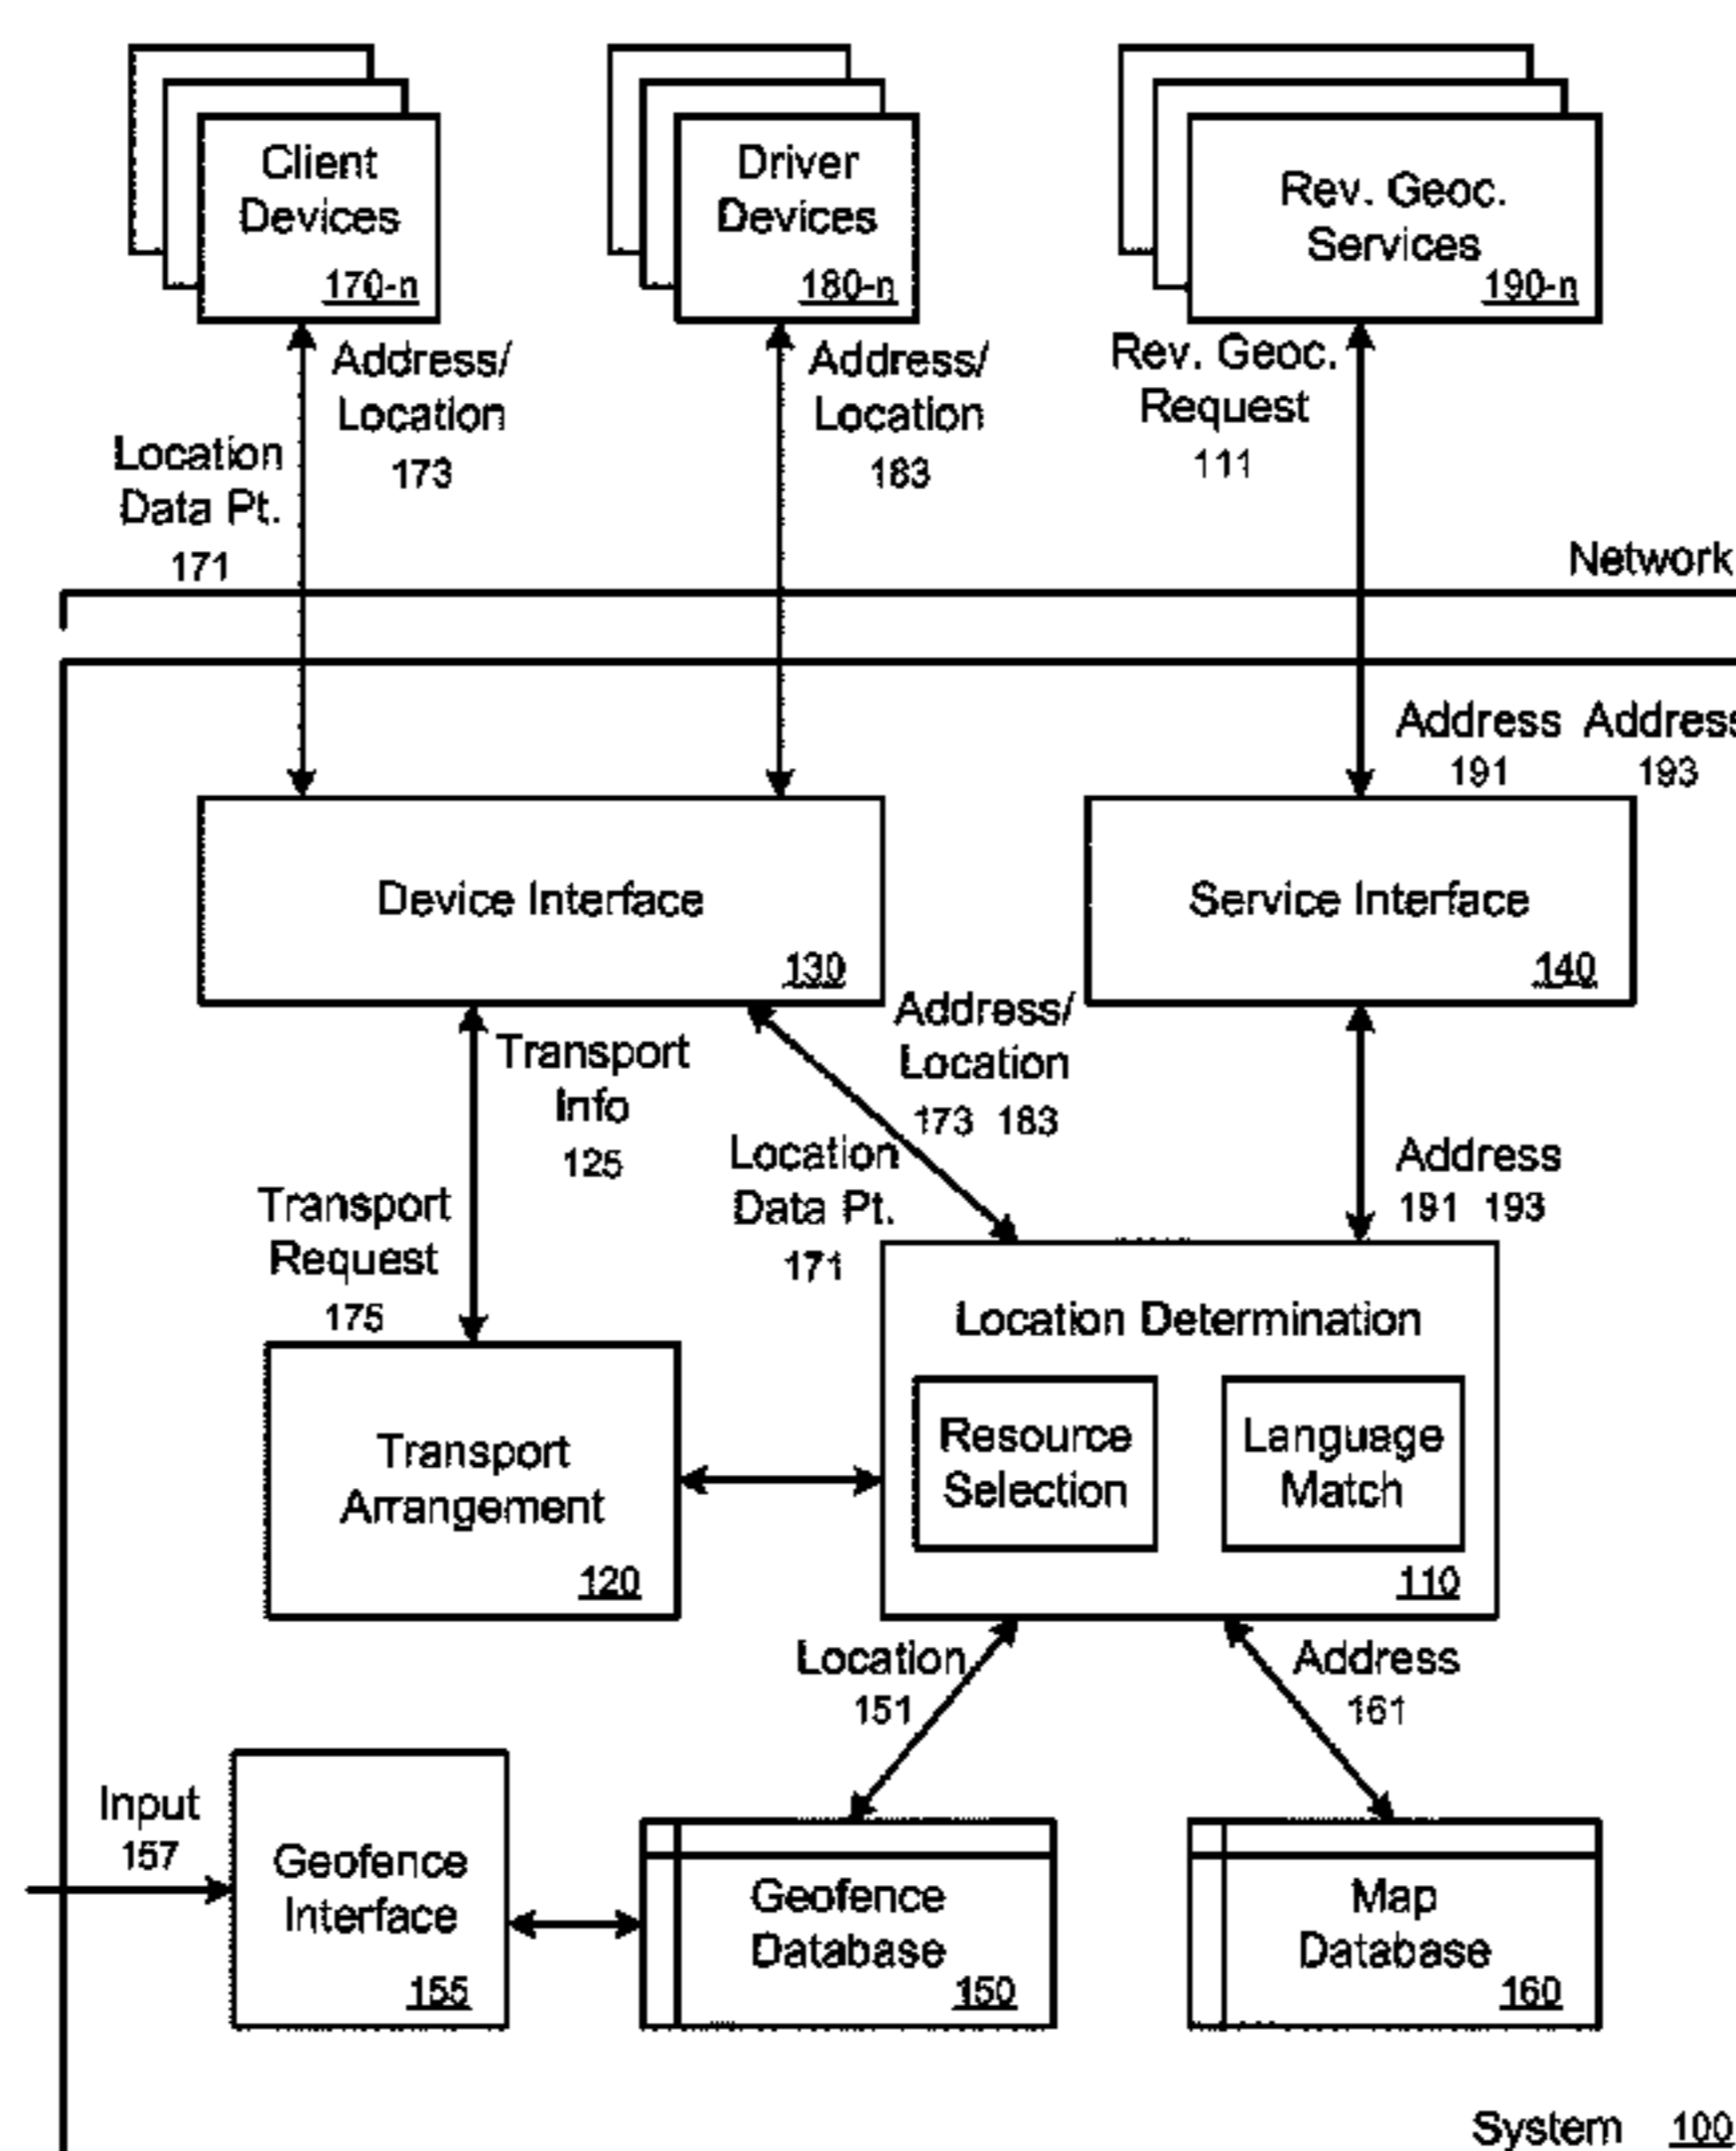 Client
Devices
170-n
Driver
Devices
180-n
Rev. Geoc.
Services
190-n
Address/
Location
173
Location
Data Pt.
171
Address/
Location
183
Rev. Geoc.
Request
111
Network
Address Address
191 193
Device Interface
130
Service Interface
140
Transport
Info
125
Transport
Request
175
Address/
Location
173 183
Location
Data Pt.
171
Address
191 193
Transport
Arrangement
120
Location Determination
Resource
Selection
Language
Match
110
Location
151
Address
161
Input
157
Geofence
Interface
155
Geofence
Database
150
Map
Database
160
System 100